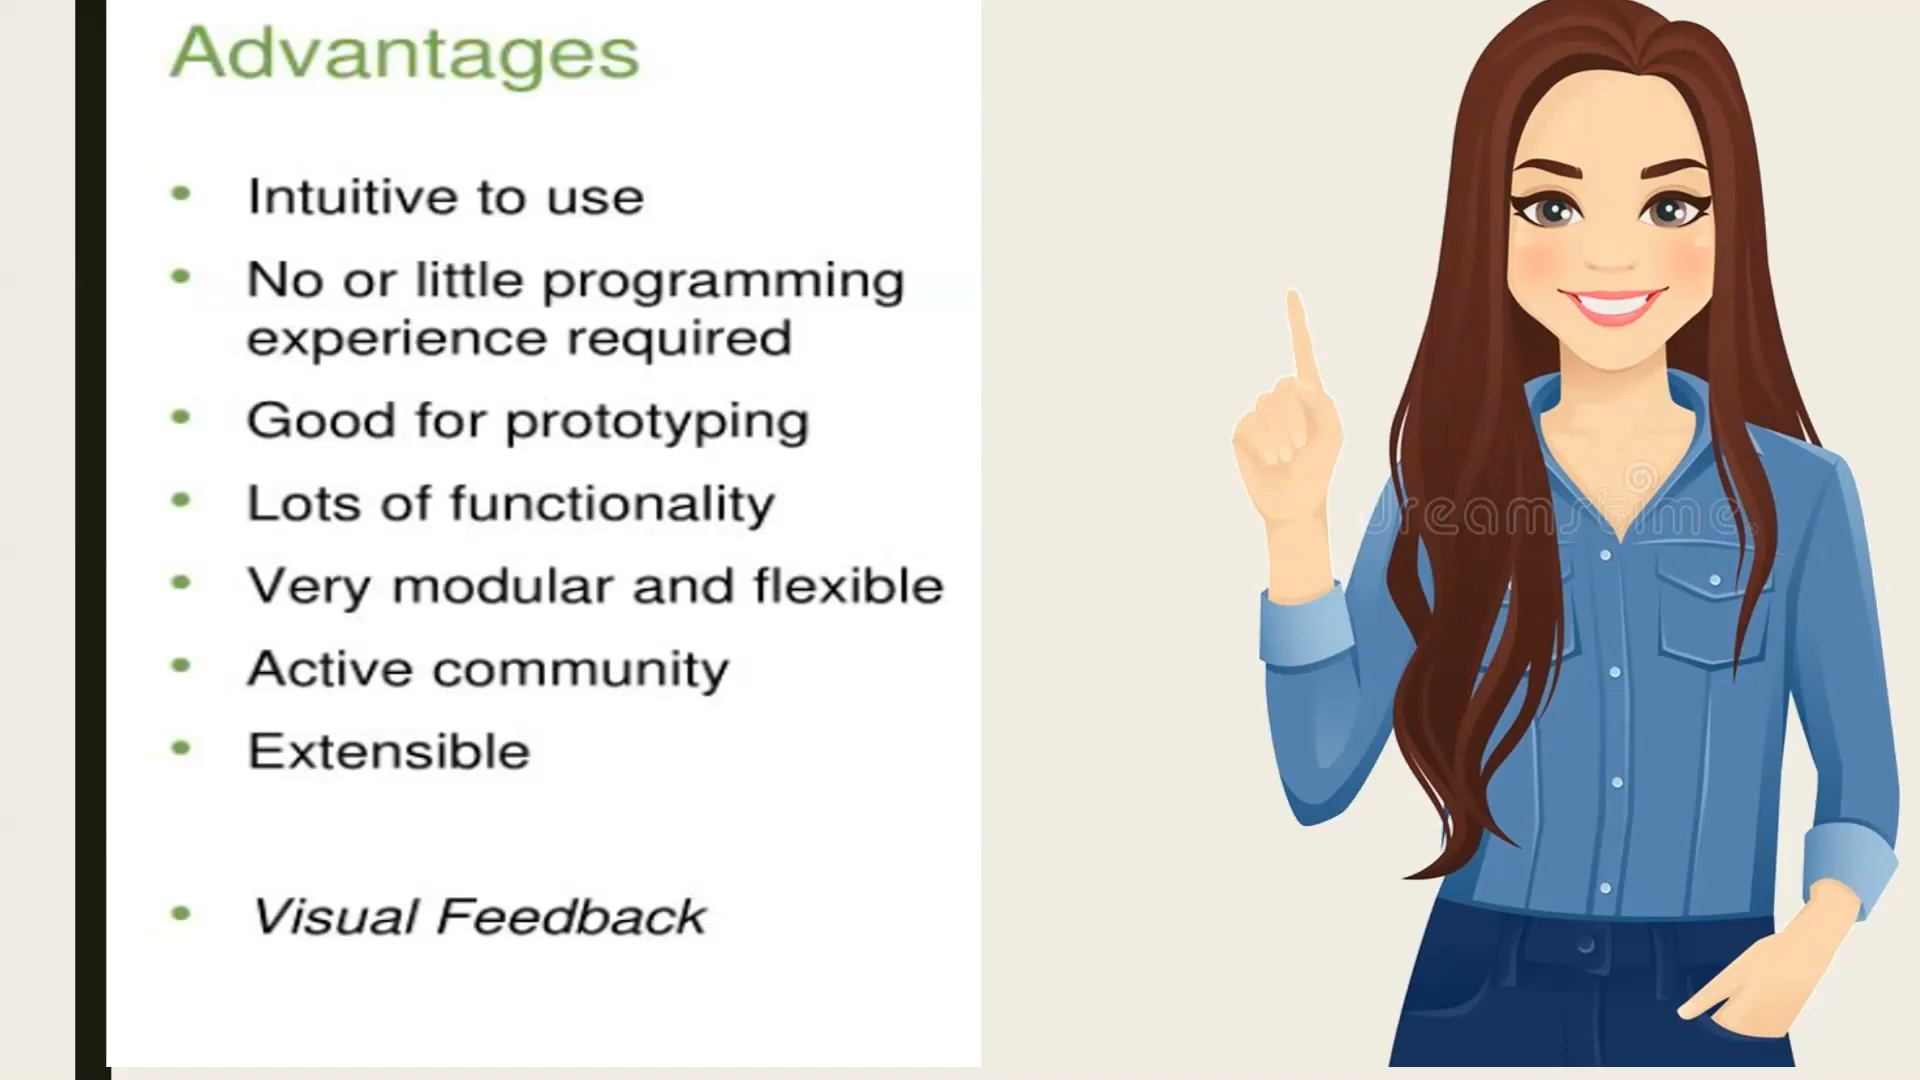 Advantages
• Intuitive to use
• No or little programming
experience required
• Good for prototyping
• Lots of functionality
• Very modular and flexible
• Active community
• Extensible
• Visual Feedback
dreamstime.